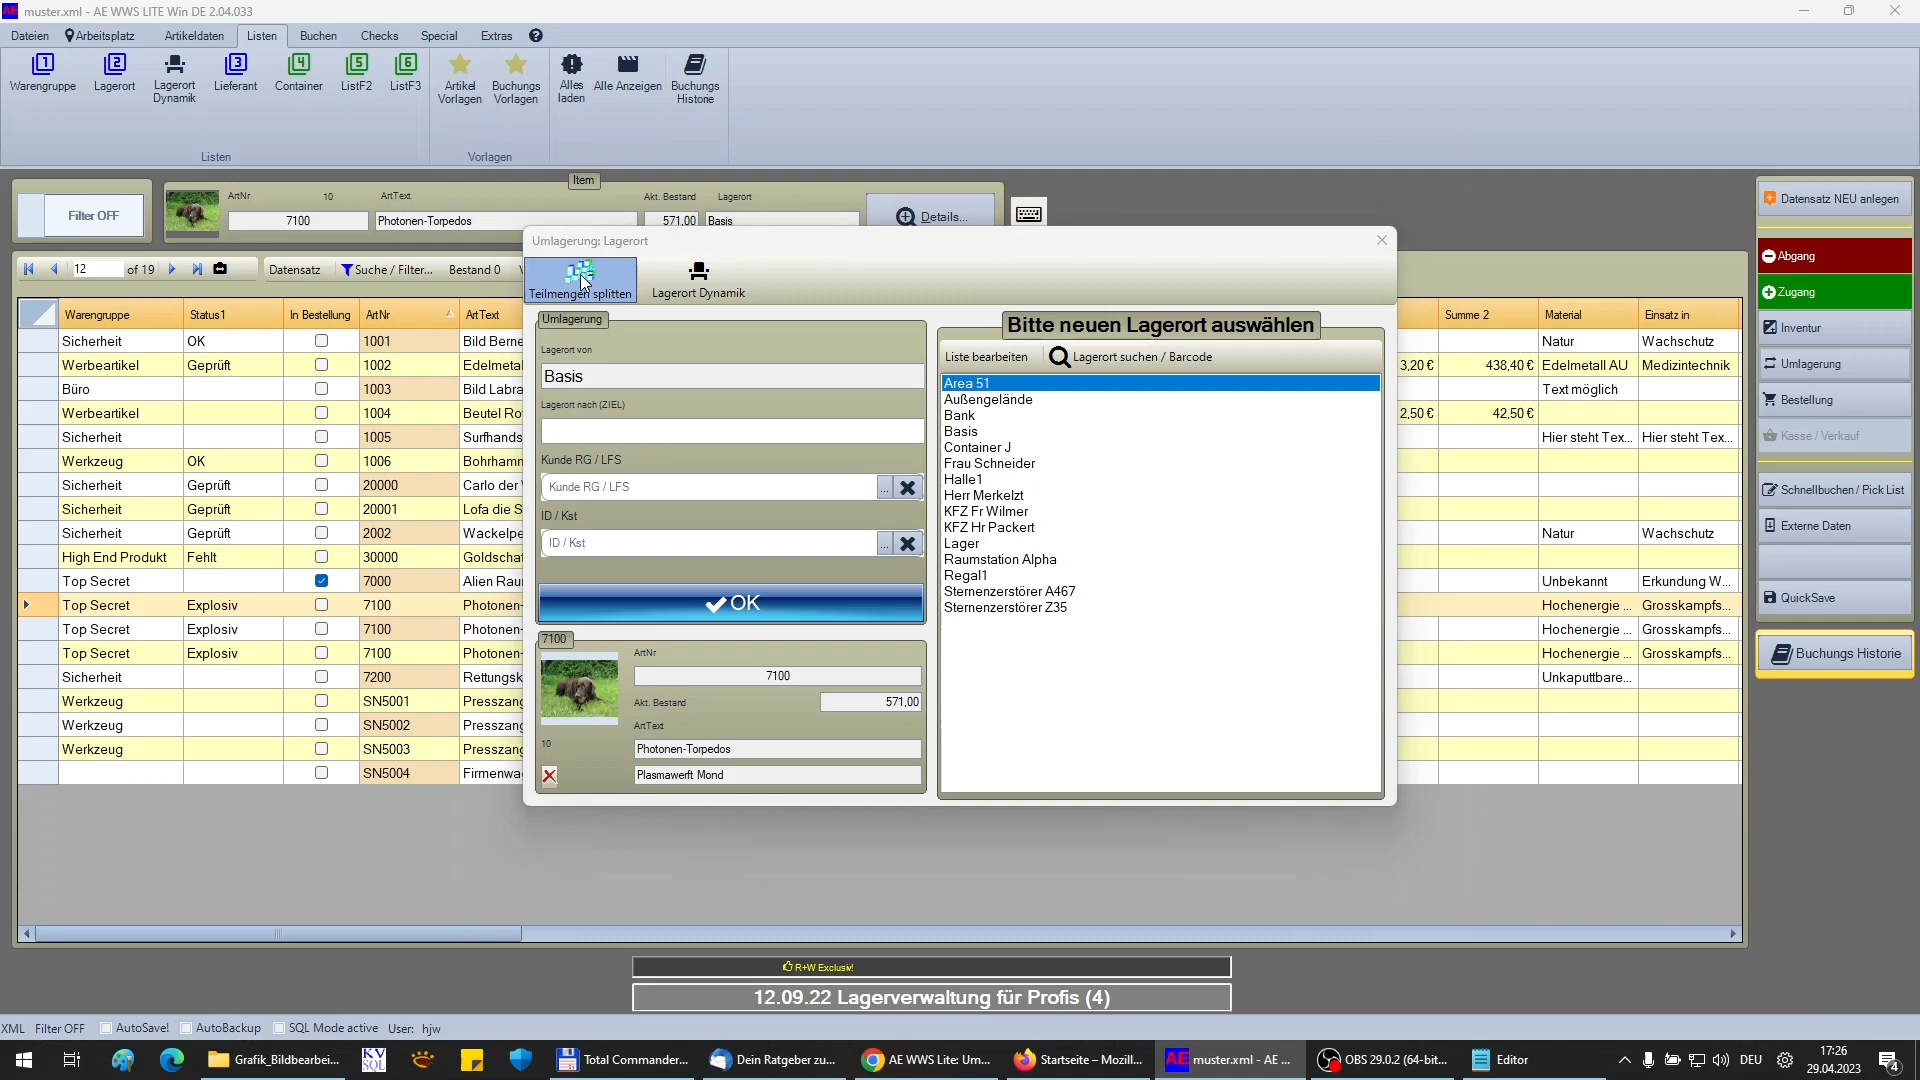 muster.xml - AE WWS LITE Win DE 2.04.033
Dateien Arbeitsplatz Artikeldaten Listen Buchen Checks Special Extras
Warengruppe Lagerort Lagerort Dynamik Lieferant Container ListF2 ListF3 Artikel Vorlagen Buchungs Vorlagen Alles laden Alle Anzeigen Buchungs Historie
Listen Vorlagen
Item
Filter OFF
ArtNr 10 ArtText Akt. Bestand Lagerort
7100 Photonen-Torpedos 571,00 Basis Details...
12 of 19 Datensatz Suche / Filter... Bestand 0
Warengruppe Status1 In Bestellung ArtNr ArtText Summe 2 Material Einsatz in
Sicherheit OK 1001 Bild Berne Natur Wachschutz
Werbeartikel Geprüft 1002 Edelmetal 3,20 € 438,40 € Edelmetall AU Medizintechnik
Büro 1003 Bild Labra Text möglich
Werbeartikel 1004 Beutel Ro 2,50 € 42,50 €
Sicherheit 1005 Surfhands Hier steht Tex... Hier steht Tex...
Werkzeug OK 1006 Bohrhamn
Sicherheit Geprüft 20000 Carlo der
Sicherheit Geprüft 20001 Lofa die S
Sicherheit Geprüft 2002 Wackelpe Natur Wachschutz
High End Produkt Fehlt 30000 Goldschat
Top Secret 7000 Alien Rau Unbekannt Erkundung W...
Top Secret Explosiv 7100 Photonen- Hochenergie ... Grosskampfs...
Top Secret Explosiv 7100 Photonen- Hochenergie ... Grosskampfs...
Top Secret Explosiv 7100 Photonen- Hochenergie ... Grosskampfs...
Sicherheit 7200 Rettungsk Unkaputtbare...
Werkzeug SN5001 Presszang
Werkzeug SN5002 Presszang
Werkzeug SN5003 Presszang
SN5004 Firmenwa
Umlagerung: Lagerort
Teilmengen splitten Lagerort Dynamik
Umlagerung
Lagerort von
Basis
Lagerort nach (ZIEL)
Kunde RG / LFS
Kunde RG / LFS ...
ID / Kst
ID / Kst ...
OK
7100
ArtNr
7100
Akt. Bestand 571,00
ArtText
10
Photonen-Torpedos
Plasmawerft Mond
Bitte neuen Lagerort auswählen
Liste bearbeiten Lagerort suchen / Barcode
Area 51
Außengelände
Bank
Basis
Container J
Frau Schneider
Halle1
Herr Merkelzt
KFZ Fr Wilmer
KFZ Hr Packert
Lager
Raumstation Alpha
Regal1
Sternenzerstörer A467
Sternenzerstörer Z35
Datensatz NEU anlegen
Abgang
Zugang
Inventur
Umlagerung
Bestellung
Kasse / Verkauf
Schnellbuchen / Pick List
Externe Daten
QuickSave
Buchungs Historie
R+W Exclusiv!
12.09.22 Lagerverwaltung für Profis (4)
XML Filter OFF AutoSave! AutoBackup SQL Mode active User: hjw
Grafik_Bildbearbei... KV SQL Total Commander... Dein Ratgeber zu... AE WWS Lite: Um... Startseite – Mozill... AE muster.xml - AE ... OBS 29.0.2 (64-bit... Editor DEU 17:26
29.04.2023 4